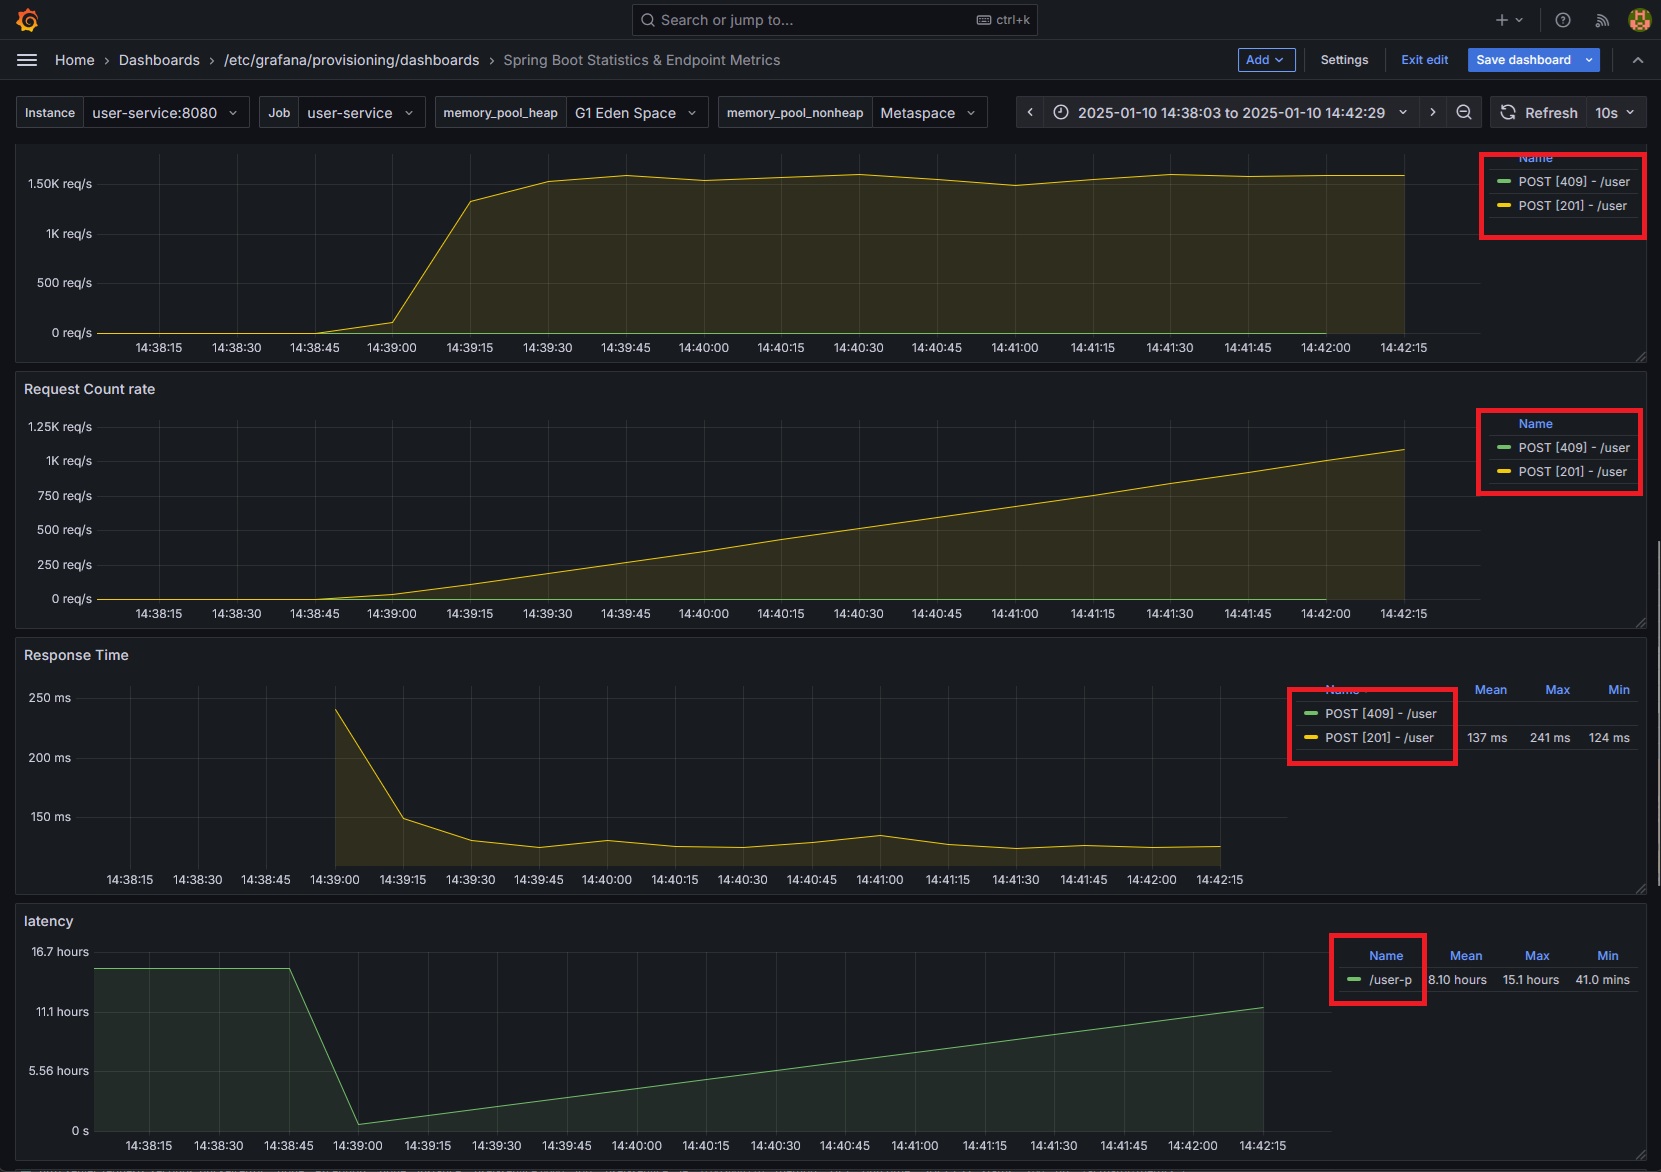 Search or jump to... ctrl+k
Home › Dashboards › /etc/grafana/provisioning/dashboards › Spring Boot Statistics & Endpoint Metrics
Add Settings Exit edit Save dashboard
Instance user-service:8080 Job user-service memory_pool_heap G1 Eden Space memory_pool_nonheap Metaspace 2025-01-10 14:38:03 to 2025-01-10 14:42:29 Refresh 10s
Name
1.50K req/s
1K req/s
500 req/s
0 req/s
14:38:15 14:38:30 14:38:45 14:39:00 14:39:15 14:39:30 14:39:45 14:40:00 14:40:15 14:40:30 14:40:45 14:41:00 14:41:15 14:41:30 14:41:45 14:42:00 14:42:15
POST [409] - /user
POST [201] - /user
Request Count rate
1.25K req/s
1K req/s
750 req/s
500 req/s
250 req/s
0 req/s
14:38:15 14:38:30 14:38:45 14:39:00 14:39:15 14:39:30 14:39:45 14:40:00 14:40:15 14:40:30 14:40:45 14:41:00 14:41:15 14:41:30 14:41:45 14:42:00 14:42:15
Name
POST [409] - /user
POST [201] - /user
Response Time
250 ms
200 ms
150 ms
14:38:15 14:38:30 14:38:45 14:39:00 14:39:15 14:39:30 14:39:45 14:40:00 14:40:15 14:40:30 14:40:45 14:41:00 14:41:15 14:41:30 14:41:45 14:42:00 14:42:15
Name Mean Max Min
POST [409] - /user
POST [201] - /user 137 ms 241 ms 124 ms
latency
16.7 hours
11.1 hours
5.56 hours
0 s
14:38:15 14:38:30 14:38:45 14:39:00 14:39:15 14:39:30 14:39:45 14:40:00 14:40:15 14:40:30 14:40:45 14:41:00 14:41:15 14:41:30 14:41:45 14:42:00 14:42:15
Name Mean Max Min
/user-p 8.10 hours 15.1 hours 41.0 mins